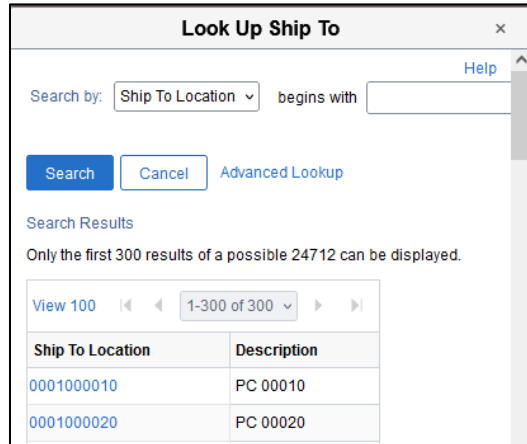 Look Up Ship To ×
Help
Search by: Ship To Location begins with
Search Cancel Advanced Lookup
Search Results
Only the first 300 results of a possible 24712 can be displayed.
View 100 1-300 of 300
Ship To Location Description
0001000010 PC 00010
0001000020 PC 00020